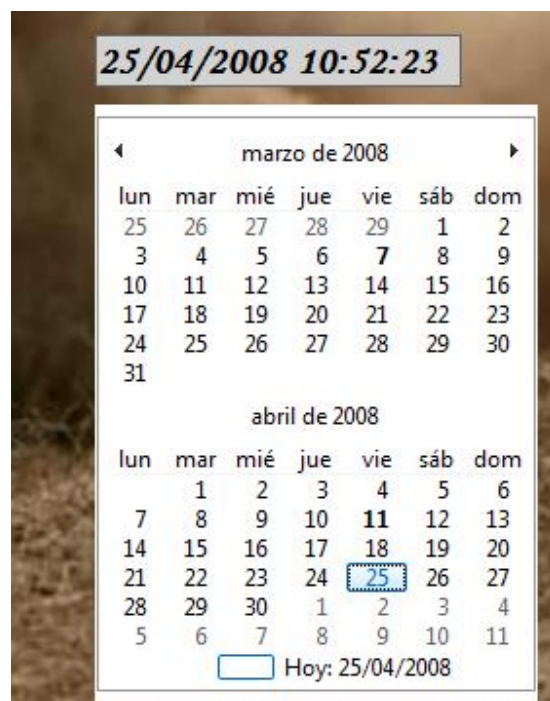 25/04/2008 10:52:23
marzo de 2008
lun mar mié jue vie sáb dom
25 26 27 28 29 1 2
3 4 5 6 7 8 9
10 11 12 13 14 15 16
17 18 19 20 21 22 23
24 25 26 27 28 29 30
31
abril de 2008
lun mar mié jue vie sáb dom
1 2 3 4 5 6
7 8 9 10 11 12 13
14 15 16 17 18 19 20
21 22 23 24 25 26 27
28 29 30 1 2 3 4
5 6 7 8 9 10 11
Hoy: 25/04/2008